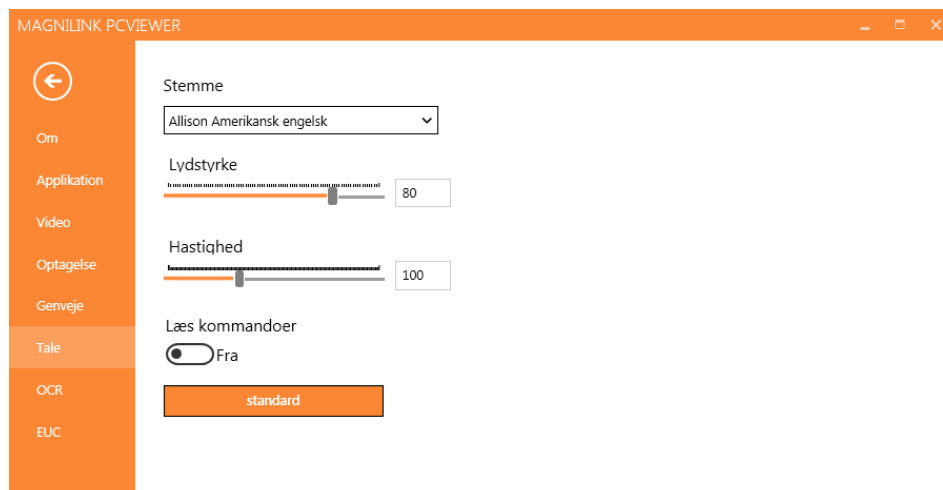 MAGNILINK PCVIEWER
Om
Applikation
Video
Optagelse
Genveje
Tale
OCR
EUC
Stemme
Allison Amerikansk engelsk
Lydstyrke
80
Hastighed
100
Læs kommandoer
Fra
standard